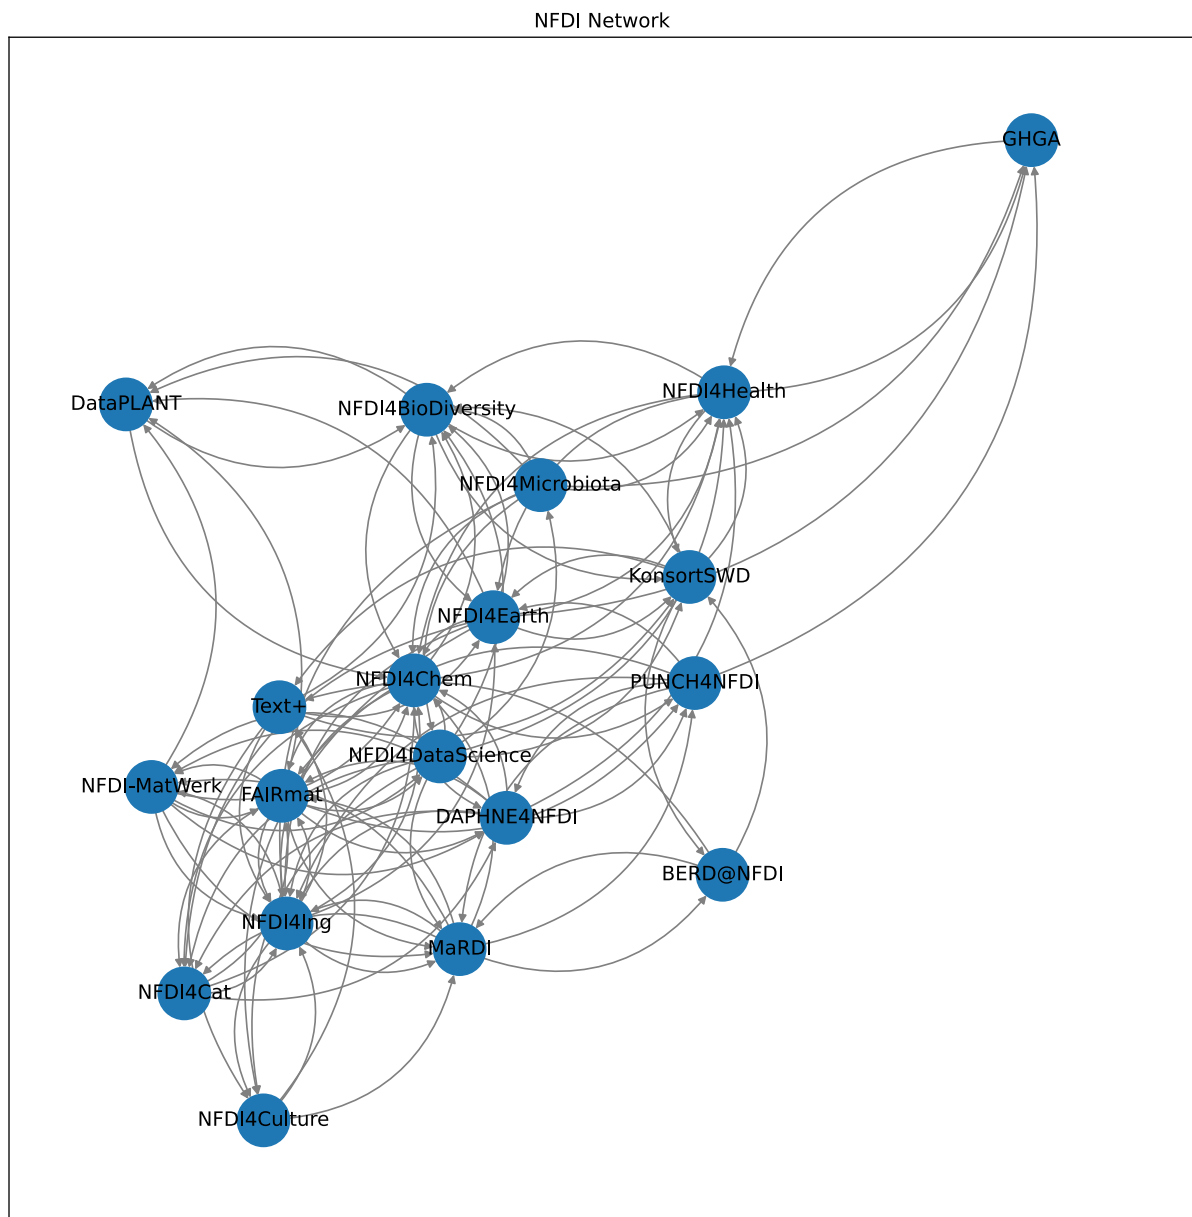 NFDI Network
GHGA
NFDI4Health
DataPLANT
NFDI4BioDiversity
NFDI4Microbiota
KonsortSWD
NFDI4Earth
NFDI4Chem
PUNCH4NFDI
Text+
NFDI4DataScience
NFDI-MatWerk
FAIRmat
DAPHNE4NFDI
BERD@NFDI
NFDI4Ing
MaRDI
NFDI4Cat
NFDI4Culture